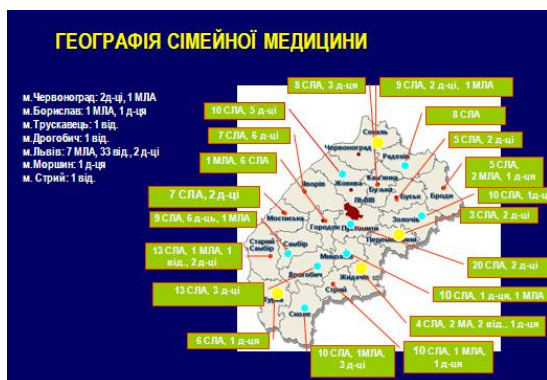 ГЕОГРАФІЯ СІМЕЙНОЇ МЕДИЦИНИ
м.Червоноград: 2д-ці, 1 МЛА
м.Борислав: 1 МЛА, 1 д-ця
м.Трускавець: 1 від.
м.Дрогобич: 1 від.
м.Львів: 7 МЛА, 33 від., 2 д-ці
м.Моршин: 1 д-ця
м. Стрий: 1 від.
8 СЛА, 3 д-ця
9 СЛА, 2 д-ці, 1 МЛА
10 СЛА, 5 д-ці
8 СЛА
7 СЛА, 6 д-ці
5 СЛА, 2 д-ці
1 МЛА, 6 СЛА
5 СЛА,
2 МЛА, 1 д-ця
7 СЛА, 2 д-ці
10 СЛА, 1д-ц
9 СЛА, 6 д-ць, 1 МЛА
3 СЛА, 2 д-ці
13 СЛА, 1 МЛА, 1
від., 2 д-ці
20 СЛА, 2 д-ці
13 СЛА, 3 д-ці
10 СЛА, 1 д-ця, 1 МЛА
4 СЛА, 2 МА, 2 від., 1 д-ця
6 СЛА, 1 д-ця
10 СЛА, 1МЛА,
3 д-ці
10 СЛА, 1 МЛА,
1 д-ця
Сокаль
Червоноград
Радехів
Жовква
Буськ
Броди
ЛЬВІВ
Мостиська
Городок
Золочів
Старий
Самбір
Самбір
Дрогобич
Жидачів
Стрий
Сколе